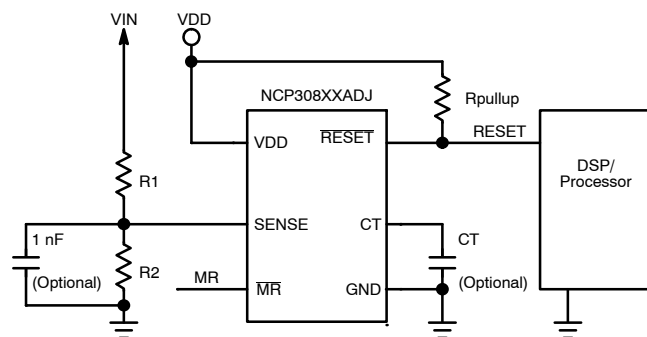 VIN
VDD
NCP308XXADJ
Rpullup
VDD
RESET
RESET
DSP/
Processor
R1
SENSE
CT
1 nF
(Optional)
R2
CT
(Optional)
MR
MR
GND